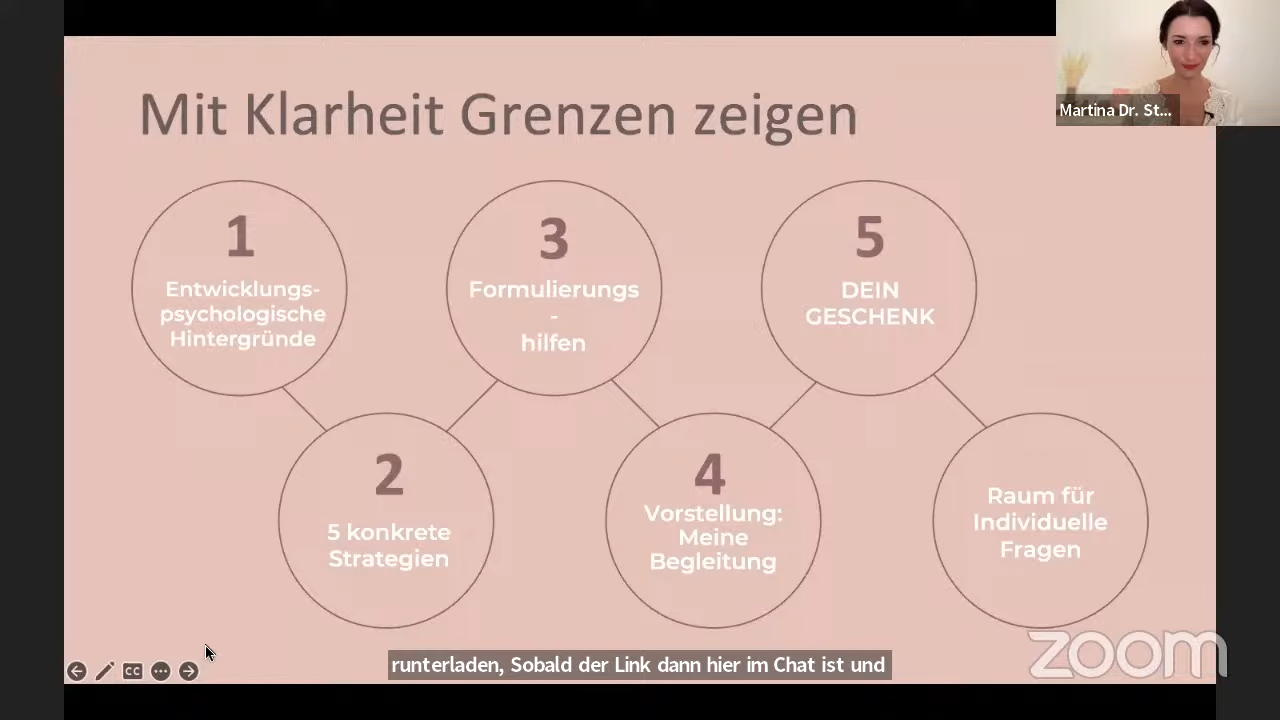 Mit Klarheit Grenzen zeigen
Martina Dr. St...
1
Entwicklungs-
psychologische
Hintergründe
2
5 konkrete
Strategien
3
Formulierungs
-
hilfen
4
Vorstellung:
Meine
Begleitung
5
DEIN
GESCHENK
Raum für
Individuelle
Fragen
CC
runterladen, Sobald der Link dann hier im Chat ist und
zoom